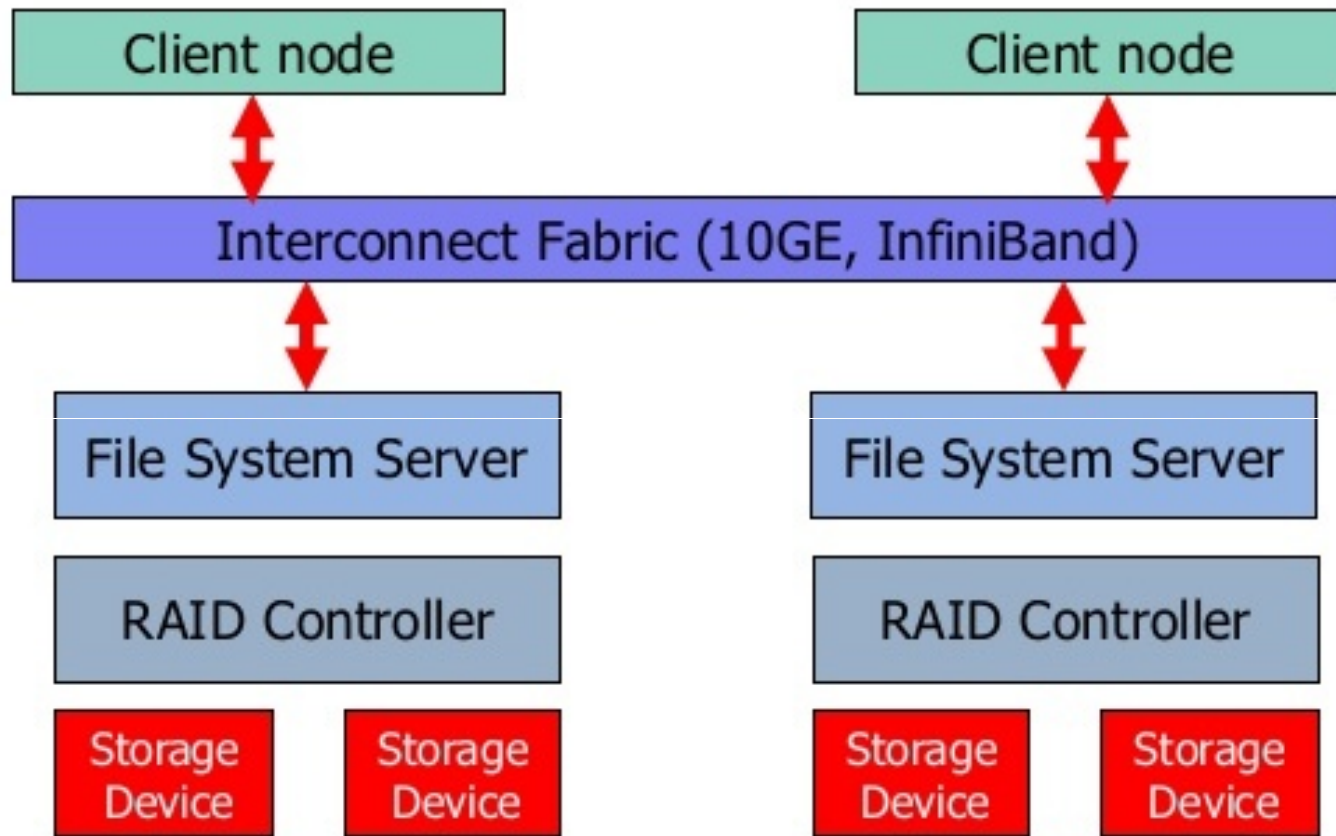 Client node
Client node
Interconnect Fabric (10GE, InfiniBand)
File System Server
File System Server
RAID Controller
RAID Controller
Storage
Device
Storage
Device
Storage
Device
Storage
Device